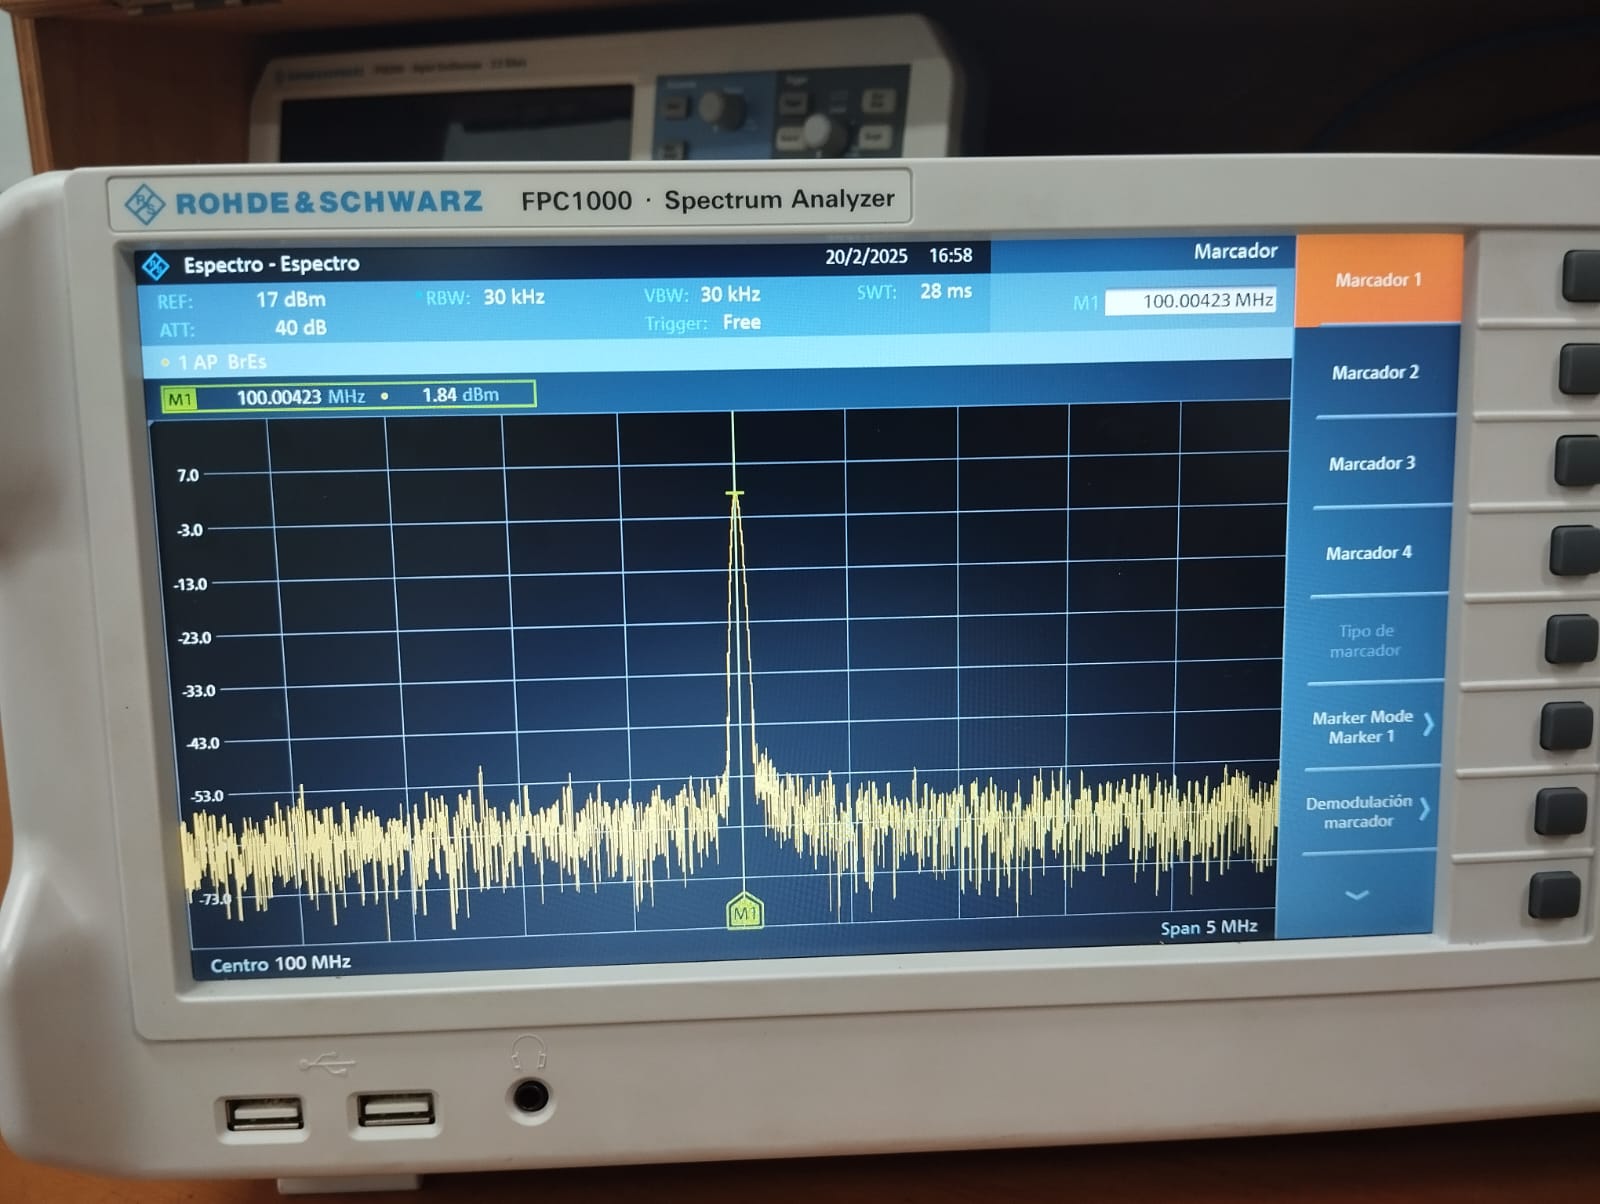 ROHDE&SCHWARZ FPC1000 · Spectrum Analyzer
Espectro - Espectro 20/2/2025 16:58 Marcador
REF: 17 dBm RBW: 30 kHz VBW: 30 kHz SWT: 28 ms M1 100.00423 MHz
ATT: 40 dB Trigger: Free
1 AP BrEs
M1 100.00423 MHz • 1.84 dBm
7.0
-3.0
-13.0
-23.0
-33.0
-43.0
-53.0
-73.0
M1
Centro 100 MHz Span 5 MHz
Marcador 1
Marcador 2
Marcador 3
Marcador 4
Tipo de
marcador
Marker Mode
Marker 1
Demodulación
marcador